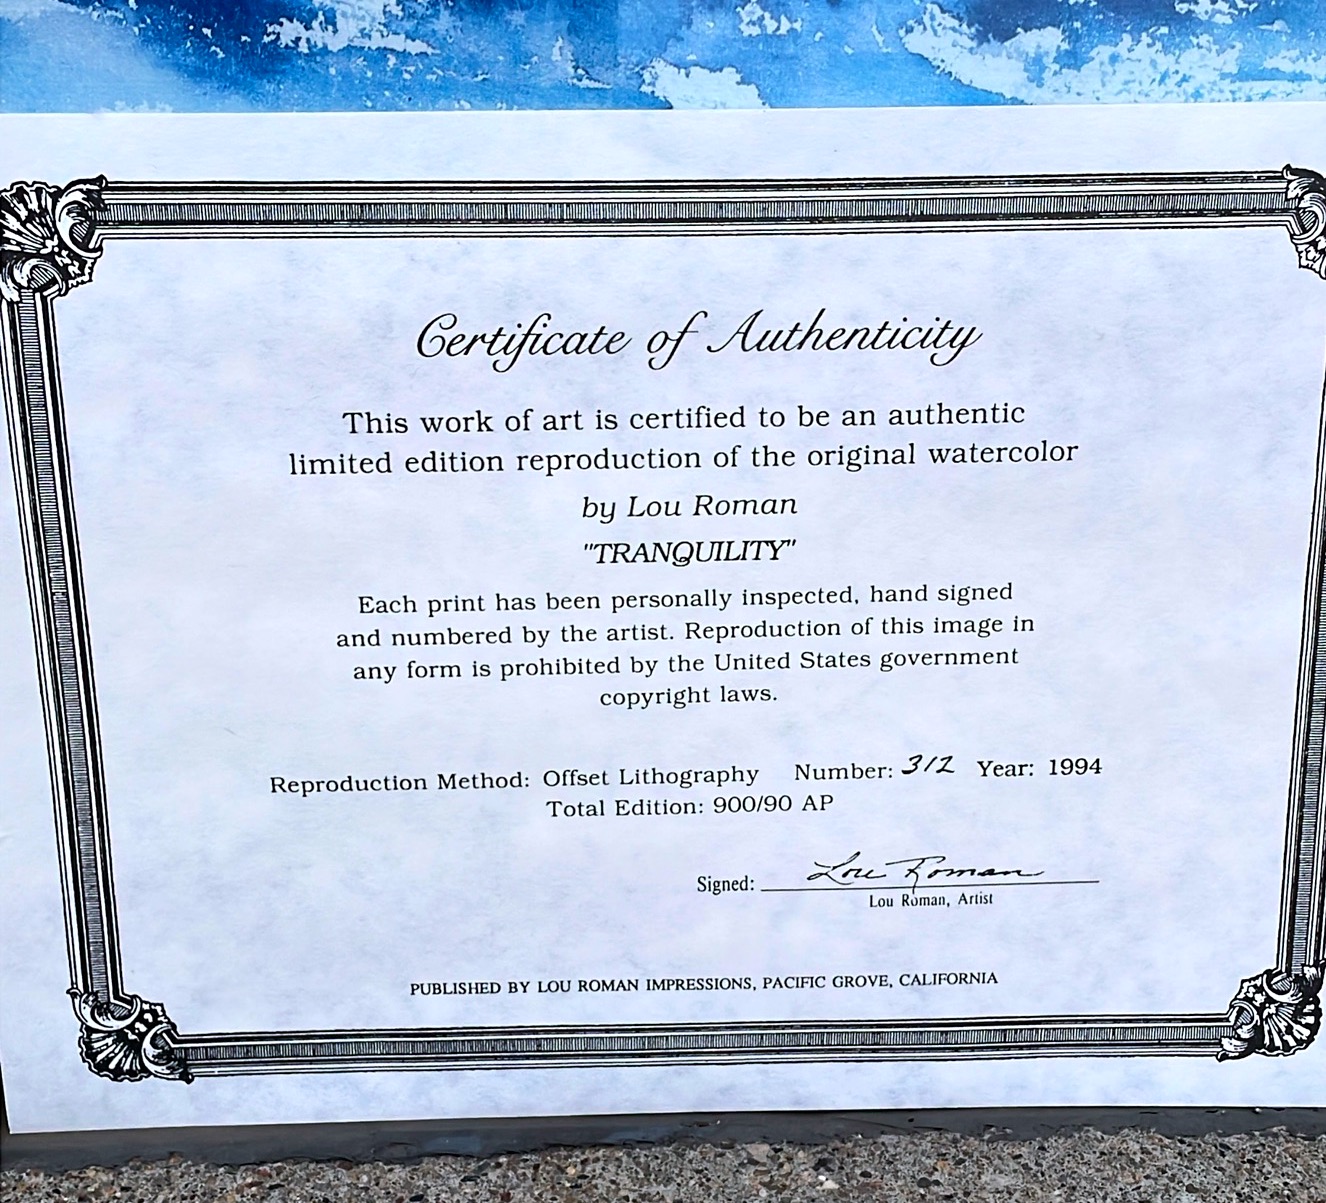 Certificate of Authenticity
This work of art is certified to be an authentic
limited edition reproduction of the original watercolor
by Lou Roman
"TRANQUILITY"
Each print has been personally inspected, hand signed
and numbered by the artist. Reproduction of this image in
any form is prohibited by the United States government
copyright laws.
Reproduction Method: Offset Lithography Number: 312 Year: 1994
Total Edition: 900/90 AP
Signed: Lou Roman
Lou Roman, Artist
PUBLISHED BY LOU ROMAN IMPRESSIONS, PACIFIC GROVE, CALIFORNIA